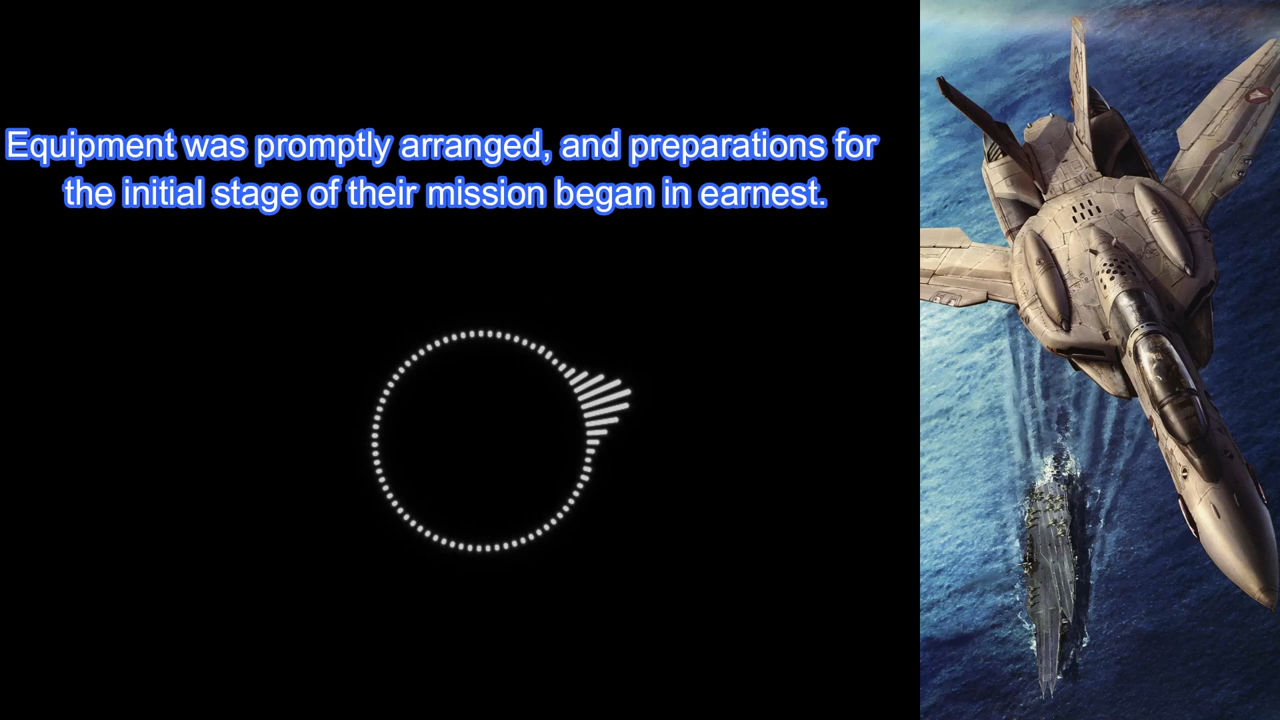 Equipment was promptly arranged, and preparations for
the initial stage of their mission began in earnest.